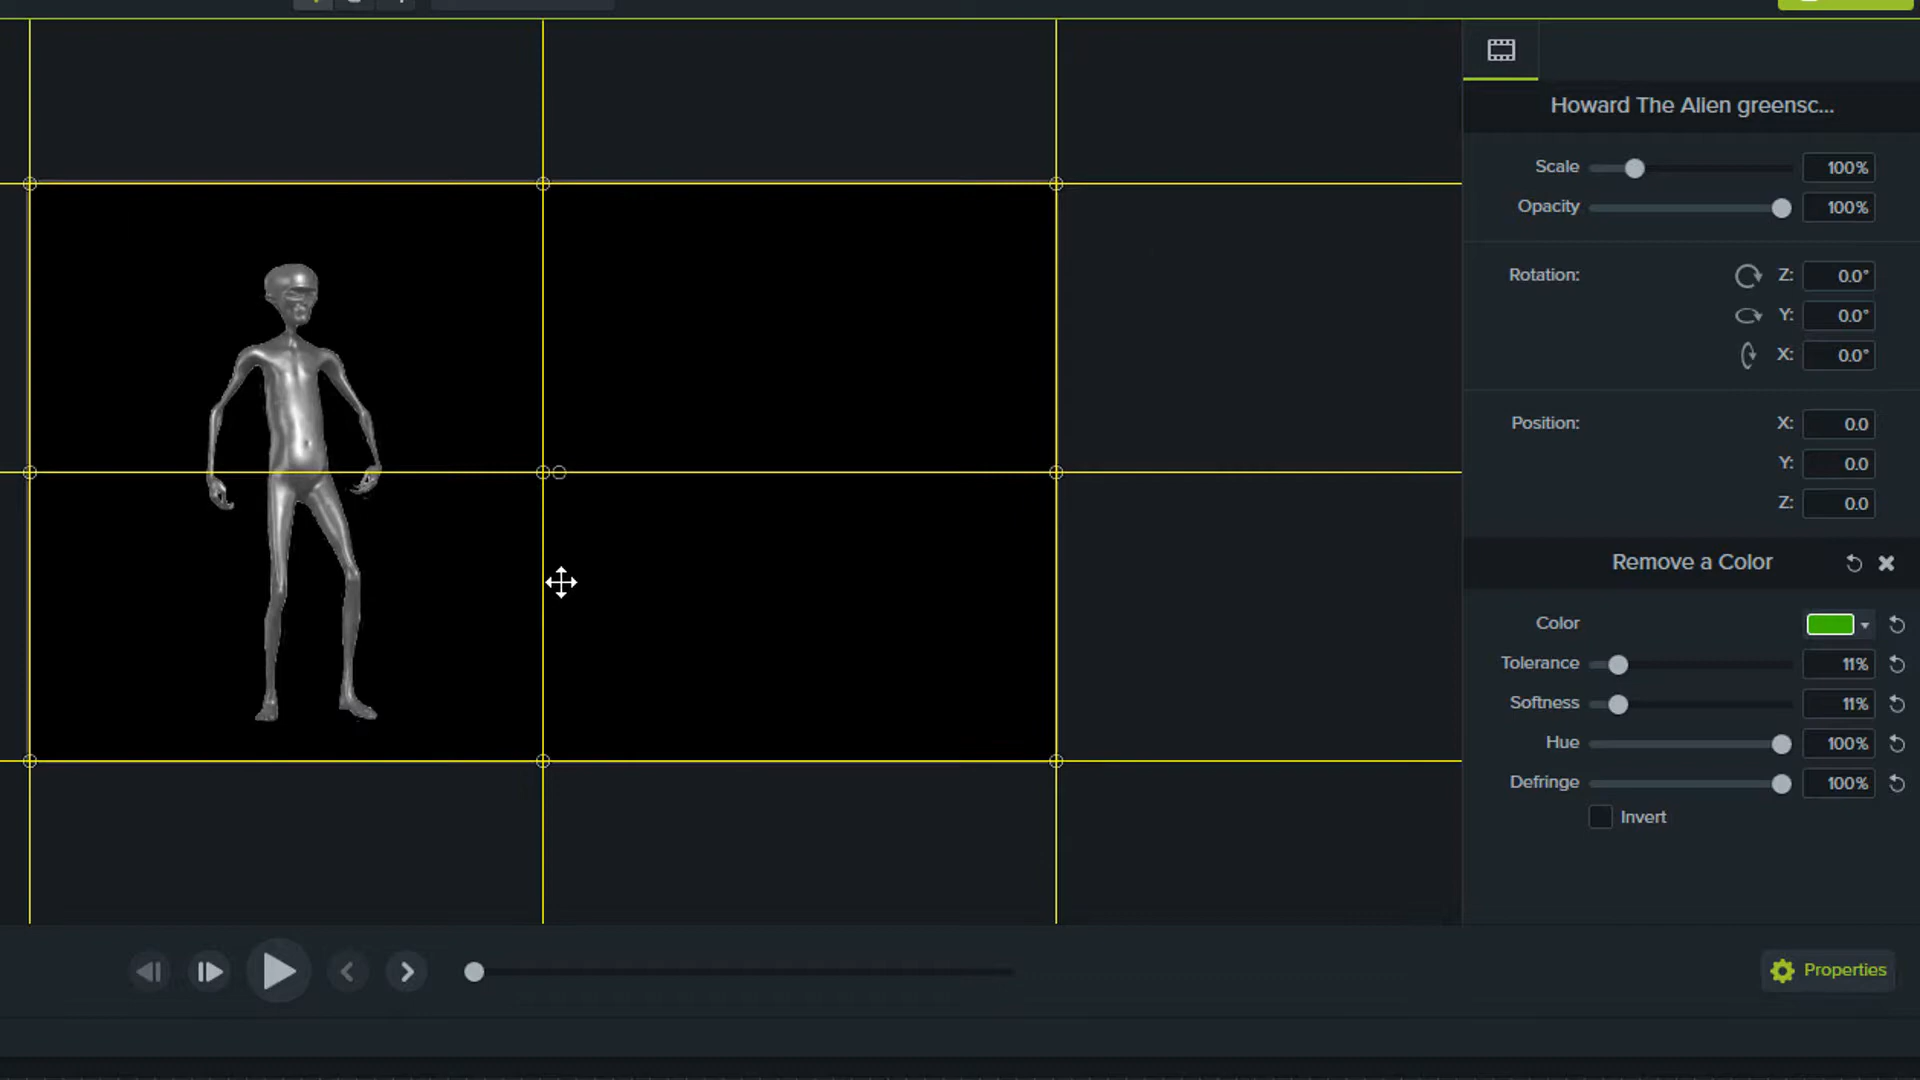 Howard The Alien greensc...
Scale 100%
Opacity 100%
Rotation: Z: 0.0°
Y: 0.0°
X: 0.0°
Position: X: 0.0
Y: 0.0
Z: 0.0
Remove a Color
Color
Tolerance 11%
Softness 11%
Hue 100%
Defringe 100%
Invert
Properties